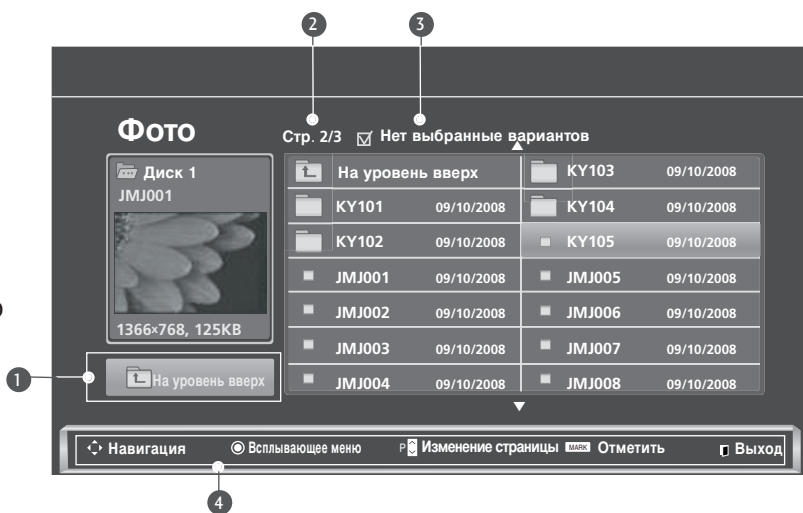 2 3
Фото
Стр. 2/3 Нет выбранные вариантов
Диск 1
JMJ001
1366×768, 125KB
1 На уровень вверх
На уровень вверх KY103 09/10/2008
KY101 09/10/2008 KY104 09/10/2008
KY102 09/10/2008 KY105 09/10/2008
JMJ001 09/10/2008 JMJ005 09/10/2008
JMJ002 09/10/2008 JMJ006 09/10/2008
JMJ003 09/10/2008 JMJ007 09/10/2008
JMJ004 09/10/2008 JMJ008 09/10/2008
Навигация Всплывающее меню P Изменение страницы MARK Отметить Выход
4